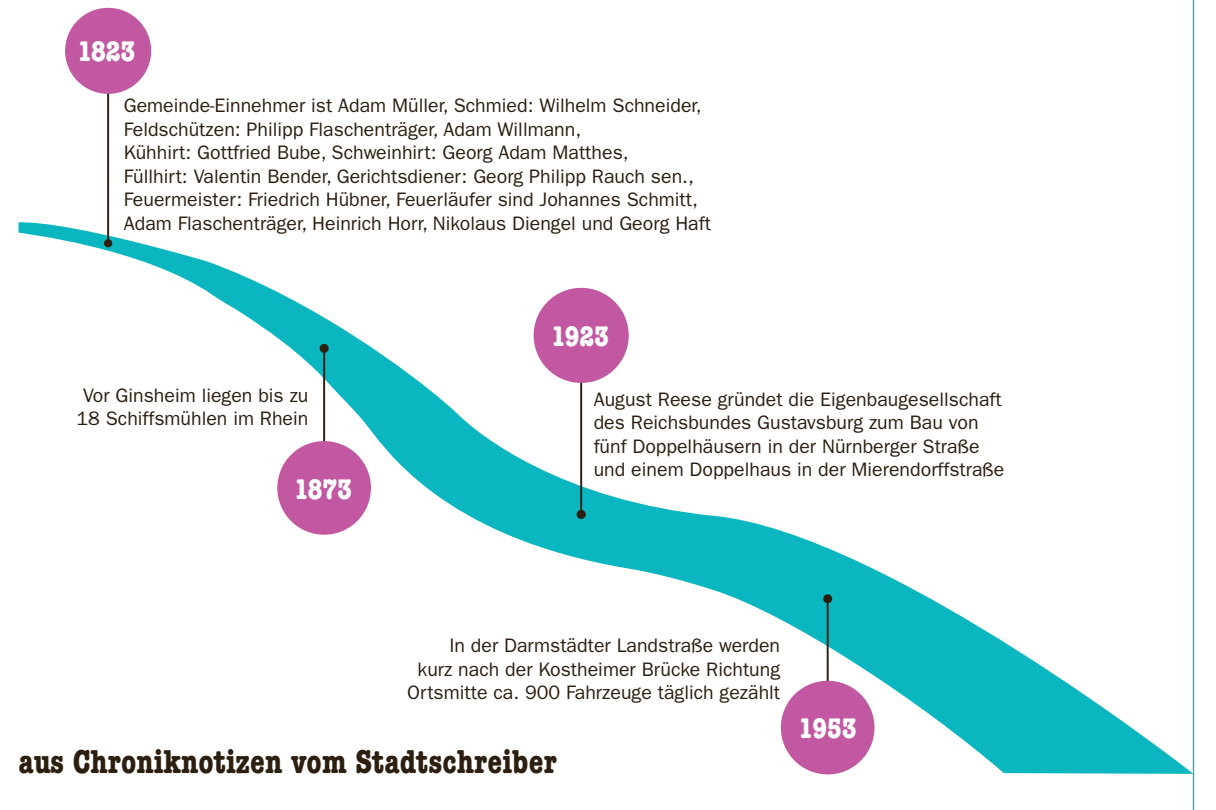 1823
Gemeinde-Einnehmer ist Adam Müller, Schmied: Wilhelm Schneider,
Feldschützen: Philipp Flaschenträger, Adam Willmann,
Kühhirt: Gottfried Bube, Schweinhirt: Georg Adam Matthes,
Füllhirt: Valentin Bender, Gerichtsdiener: Georg Philipp Rauch sen.,
Feuermeister: Friedrich Hübner, Feuerläufer sind Johannes Schmitt,
Adam Flaschenträger, Heinrich Horr, Nikolaus Diengel und Georg Haft
Vor Ginsheim liegen bis zu
18 Schiffsmühlen im Rhein
1873
1923
August Reese gründet die Eigenbaugesellschaft
des Reichsbundes Gustavsburg zum Bau von
fünf Doppelhäusern in der Nürnberger Straße
und einem Doppelhaus in der Mierendorffstraße
In der Darmstädter Landstraße werden
kurz nach der Kostheimer Brücke Richtung
Ortsmitte ca. 900 Fahrzeuge täglich gezählt
1953
aus Chroniknotizen vom Stadtschreiber